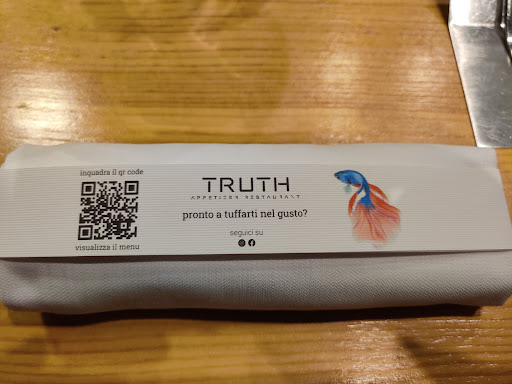 inquadra il qr code
visualizza il menu
TRUTH
APPETIZER RESTAURANT
pronto a tuffarti nel gusto?
seguici su